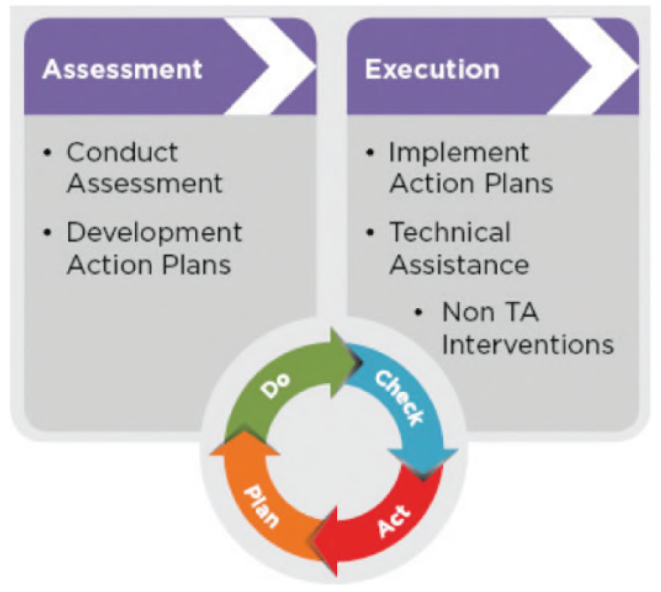 Assessment
• Conduct
Assessment
• Development
Action Plans
Execution
• Implement
Action Plans
• Technical
Assistance
• Non TA
Interventions
Do
Check
Act
Plan